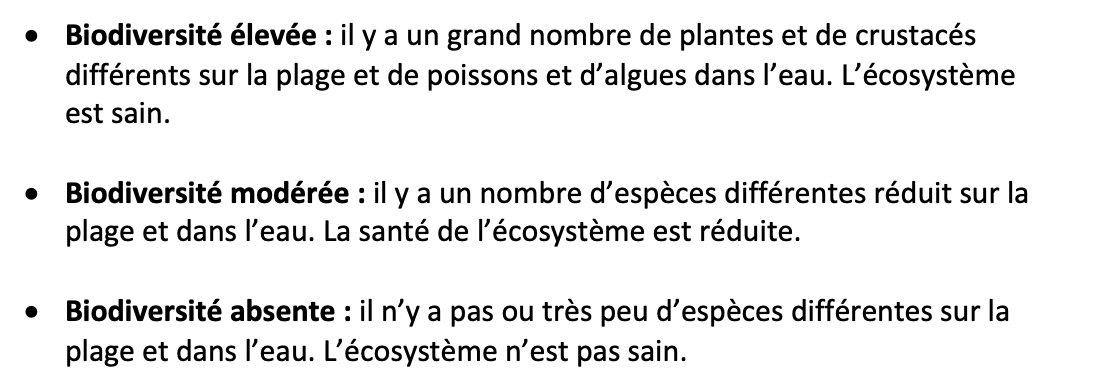 • Biodiversité élevée : il y a un grand nombre de plantes et de crustacés
différents sur la plage et de poissons et d’algues dans l’eau. L’écosystème
est sain.
• Biodiversité modérée : il y a un nombre d’espèces différentes réduit sur la
plage et dans l’eau. La santé de l’écosystème est réduite.
• Biodiversité absente : il n’y a pas ou très peu d’espèces différentes sur la
plage et dans l’eau. L’écosystème n’est pas sain.